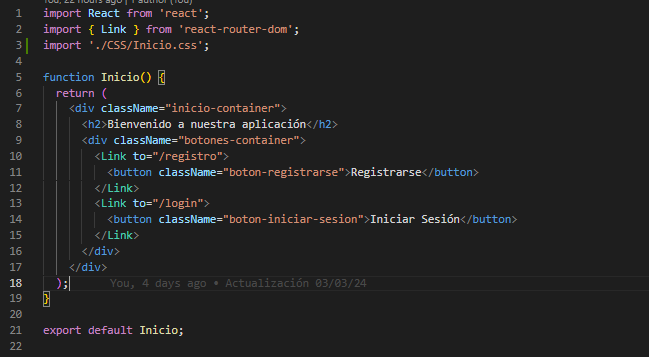 You, 22 hours ago | 1 author (You)
1 import React from 'react';
2 import { Link } from 'react-router-dom';
3 import './CSS/Inicio.css';
4
5 function Inicio() {
6 return (
7 <div className="inicio-container">
8 <h2>Bienvenido a nuestra aplicación</h2>
9 <div className="botones-container">
10 <Link to="/registro">
11 <button className="boton-registrarse">Registrarse</button>
12 </Link>
13 <Link to="/login">
14 <button className="boton-iniciar-sesion">Iniciar Sesión</button>
15 </Link>
16 </div>
17 </div>
18 ); You, 4 days ago • Actualización 03/03/24
19 }
20
21 export default Inicio;
22